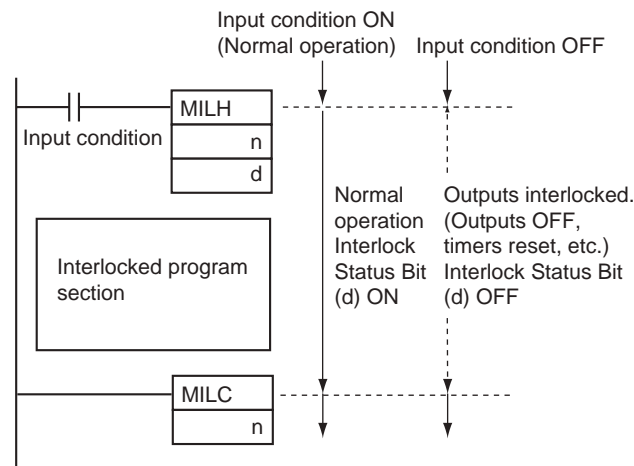 Input condition ON
(Normal operation)
Input condition OFF
MILH
n
d
Input condition
Normal
operation
Interlock
Status Bit
(d) ON
Outputs interlocked.
(Outputs OFF,
timers reset, etc.)
Interlock Status Bit
(d) OFF
Interlocked program
section
MILC
n